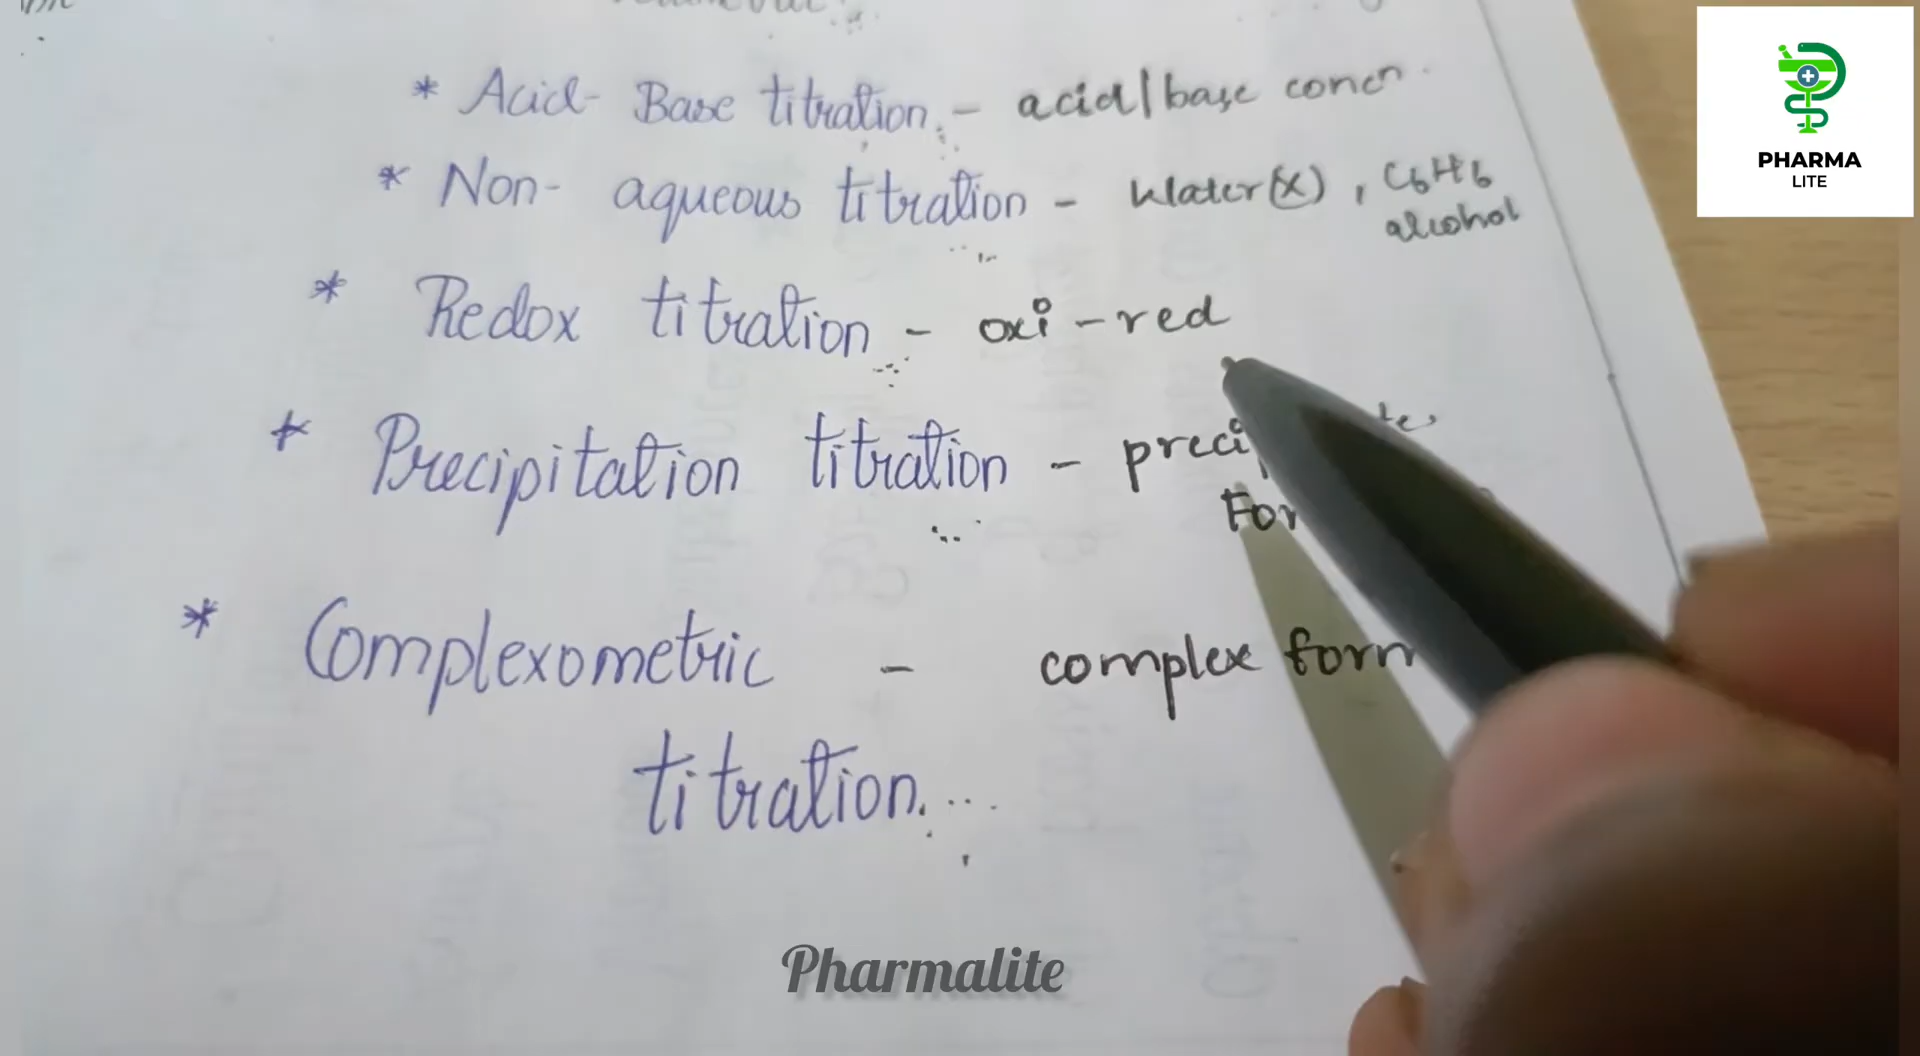 * Acid- Base titration. - acid/base concn.
* Non- aqueous titration - Water(x) , C6H6
alcohol
* Redox titration - oxi - red
* Precipitation titration -
* Complexometric - complex form
titration.
Pharmalite
PHARMA
LITE